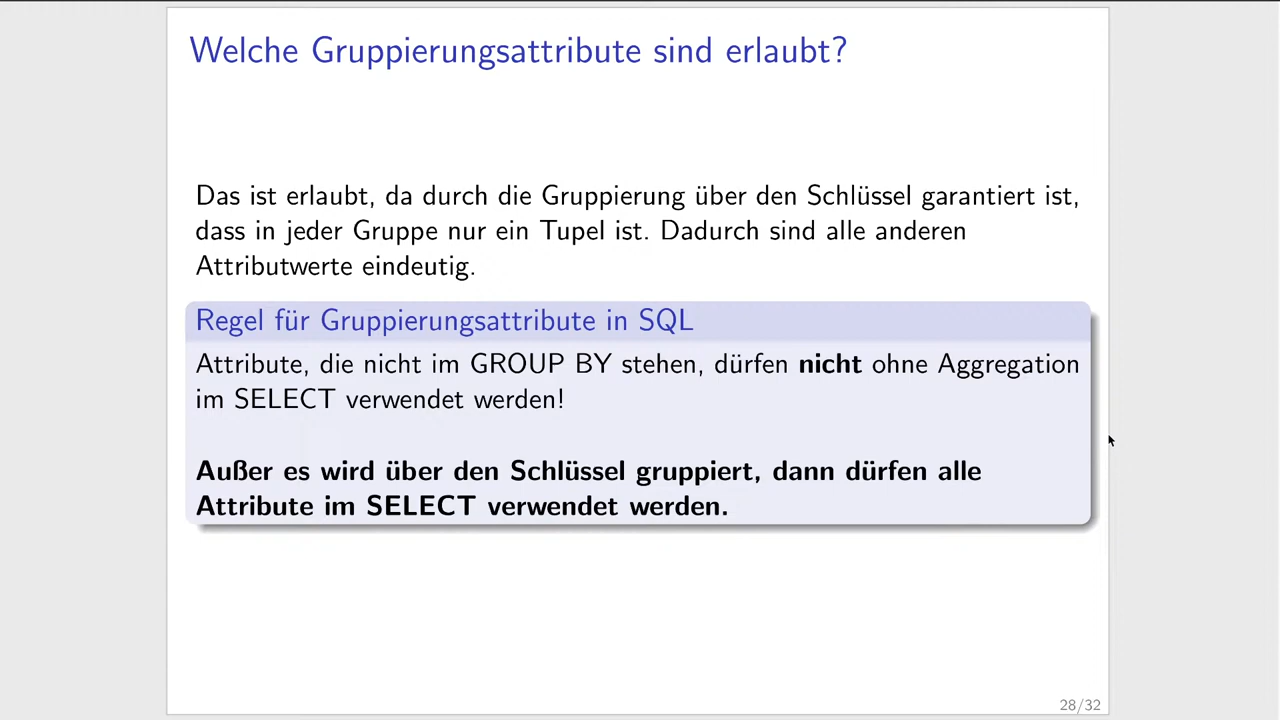 Welche Gruppierungsattribute sind erlaubt?
Das ist erlaubt, da durch die Gruppierung über den Schlüssel garantiert ist,
dass in jeder Gruppe nur ein Tupel ist. Dadurch sind alle anderen
Attributwerte eindeutig.
Regel für Gruppierungsattribute in SQL
Attribute, die nicht im GROUP BY stehen, dürfen nicht ohne Aggregation
im SELECT verwendet werden!
Außer es wird über den Schlüssel gruppiert, dann dürfen alle
Attribute im SELECT verwendet werden.
28/32